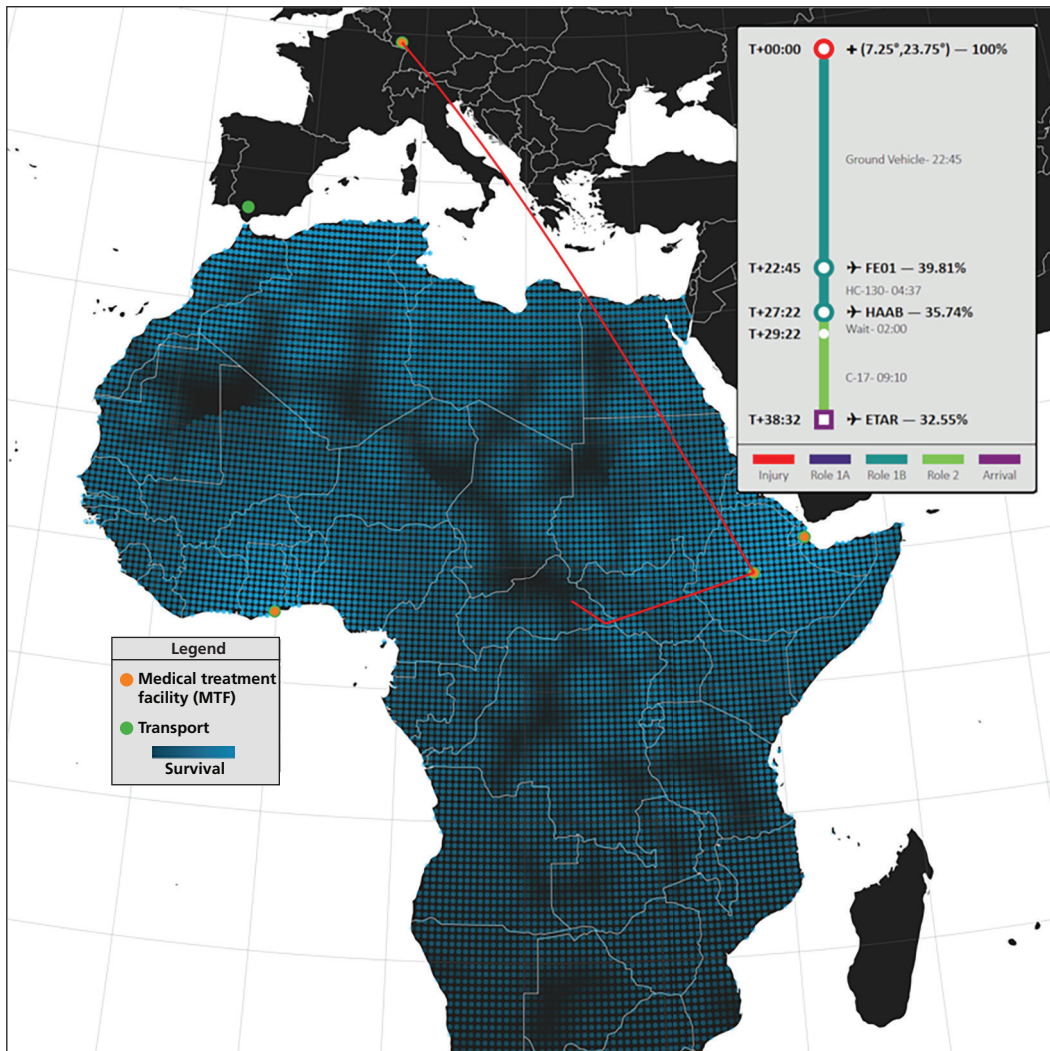 T+00:00 + (7.25°,23.75°) — 100%
Ground Vehicle- 22:45
T+22:45 FE01 — 39.81%
HC-130- 04:37
T+27:22 HAAB — 35.74%
T+29:22 Wait- 02:00
C-17- 09:10
T+38:32 ETAR — 32.55%
Injury Role 1A Role 1B Role 2 Arrival
Legend
Medical treatment
facility (MTF)
Transport
Survival